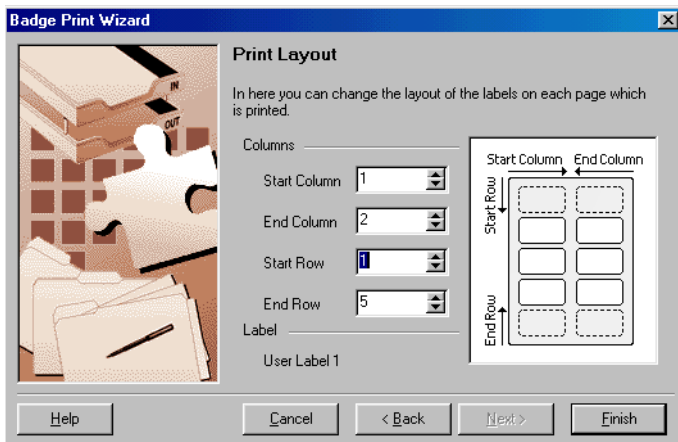 Badge Print Wizard
IN
OUT
Print Layout
In here you can change the layout of the labels on each page which
is printed.
Columns
Start Column 1
End Column 2
Start Row 1
End Row 5
Label
User Label 1
Start Column End Column
Start Row
End Row
Help Cancel < Back Next > Finish